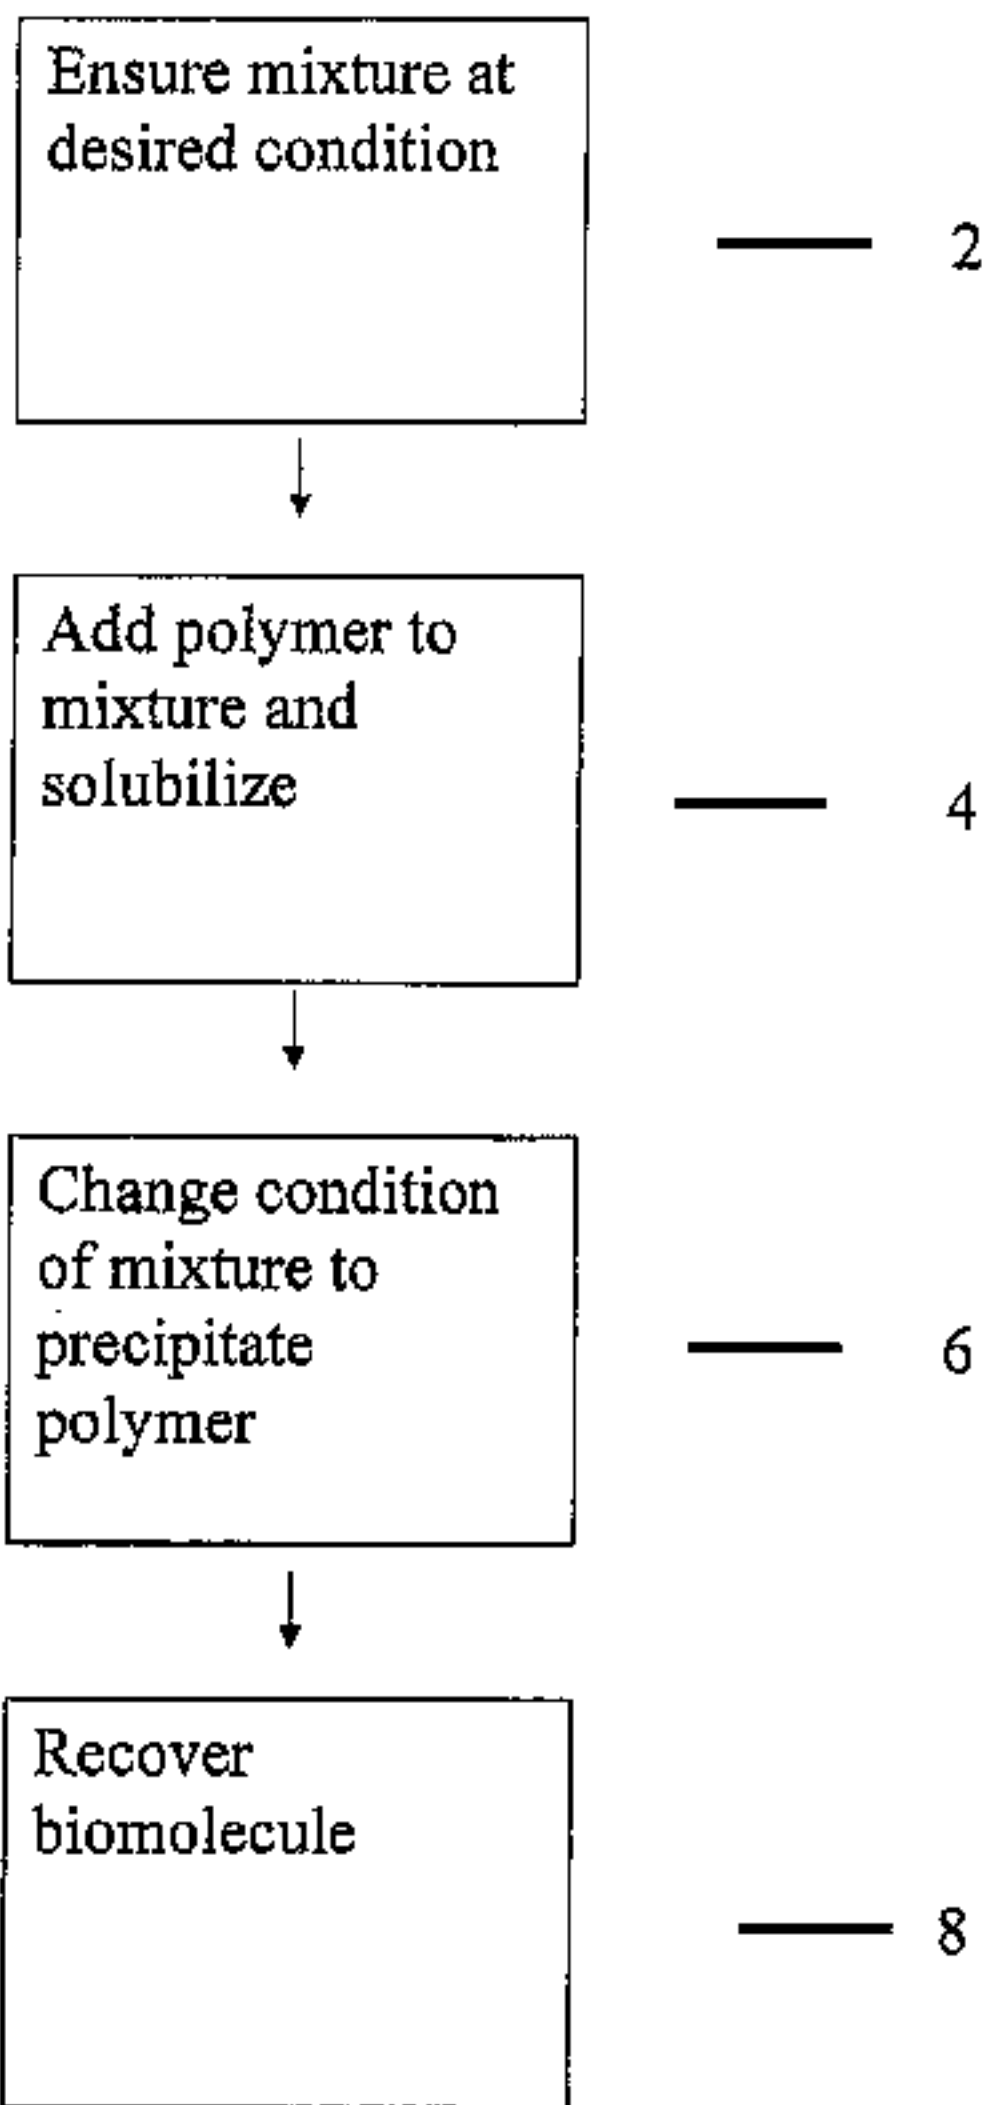 Ensure mixture at
desired condition
2
Add polymer to
mixture and
solubilize
4
Change condition
of mixture to
precipitate
polymer
6
Recover
biomolecule
8